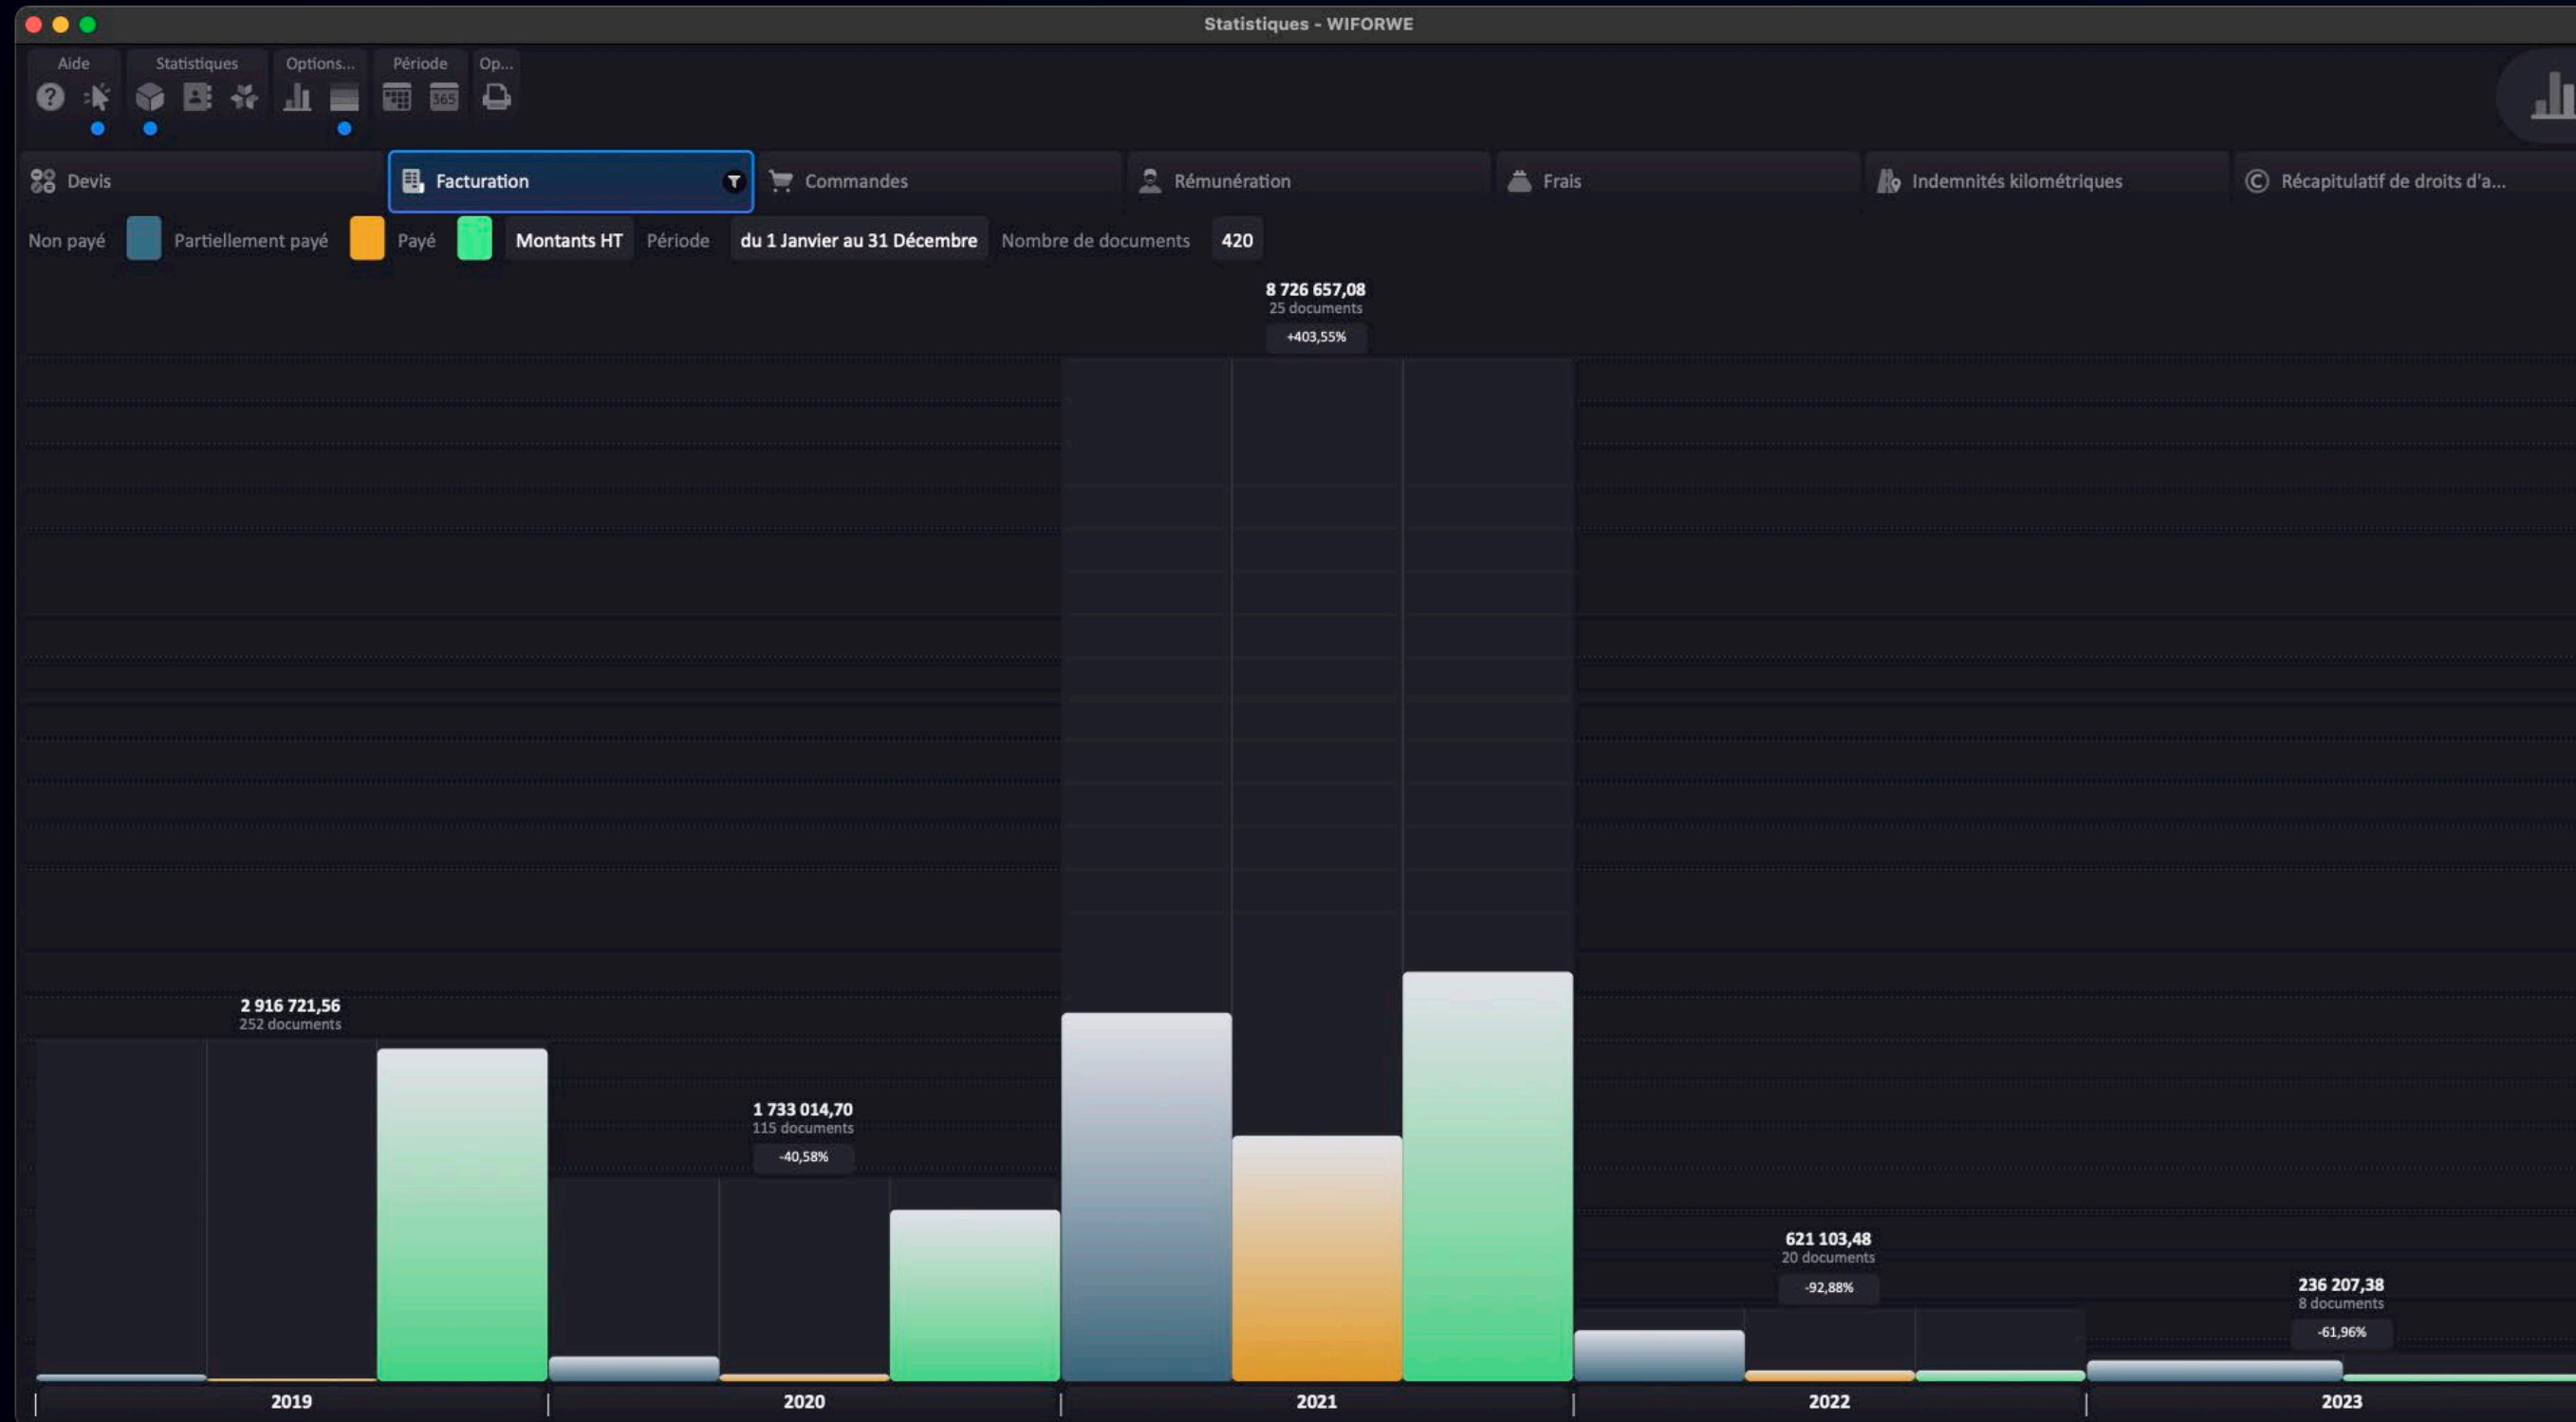 Statistiques - WIFORWE
Aide
Statistiques
Options...
Période
Op...
365
Devis
Facturation
Commandes
Rémunération
Frais
Indemnités kilométriques
Récapitulatif de droits d'a...
Non payé
Partiellement payé
Payé
Montants HT
Période
du 1 Janvier au 31 Décembre
Nombre de documents
420
8 726 657,08
25 documents
+403,55%
2 916 721,56
252 documents
1 733 014,70
115 documents
-40,58%
621 103,48
20 documents
-92,88%
236 207,38
8 documents
-61,96%
2019
2020
2021
2022
2023